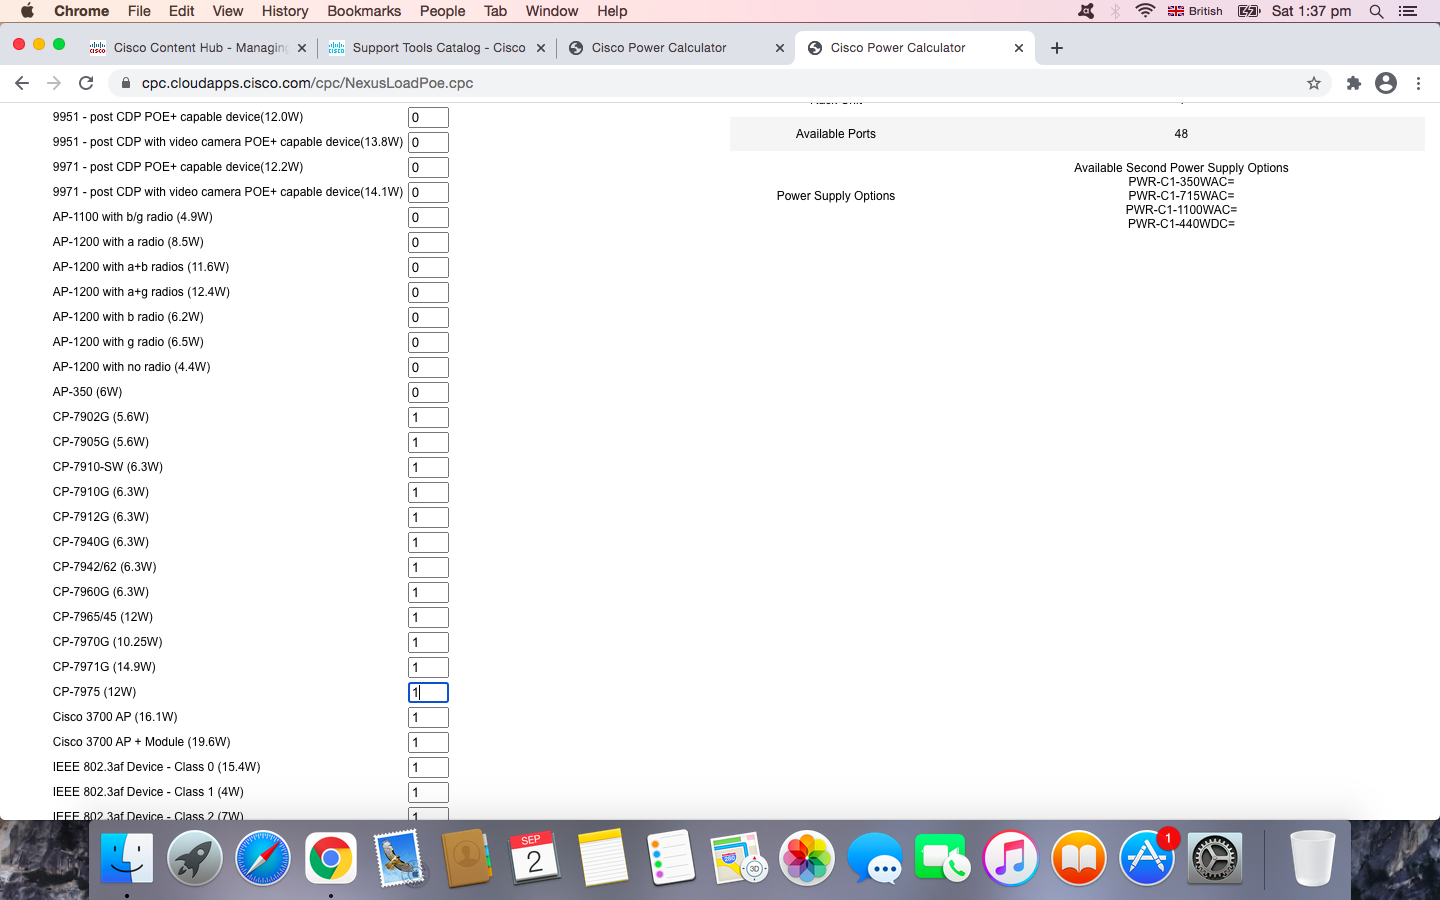 Chrome File Edit View History Bookmarks People Tab Window Help British Sat 1:37 pm
Cisco Content Hub - Managing Support Tools Catalog - Cisco Cisco Power Calculator Cisco Power Calculator
cpc.cloudapps.cisco.com/cpc/NexusLoadPoe.cpc
9951 - post CDP POE+ capable device(12.0W) 0
9951 - post CDP with video camera POE+ capable device(13.8W) 0
9971 - post CDP POE+ capable device(12.2W) 0
9971 - post CDP with video camera POE+ capable device(14.1W) 0
AP-1100 with b/g radio (4.9W) 0
AP-1200 with a radio (8.5W) 0
AP-1200 with a+b radios (11.6W) 0
AP-1200 with a+g radios (12.4W) 0
AP-1200 with b radio (6.2W) 0
AP-1200 with g radio (6.5W) 0
AP-1200 with no radio (4.4W) 0
AP-350 (6W) 0
CP-7902G (5.6W) 1
CP-7905G (5.6W) 1
CP-7910-SW (6.3W) 1
CP-7910G (6.3W) 1
CP-7912G (6.3W) 1
CP-7940G (6.3W) 1
CP-7942/62 (6.3W) 1
CP-7960G (6.3W) 1
CP-7965/45 (12W) 1
CP-7970G (10.25W) 1
CP-7971G (14.9W) 1
CP-7975 (12W) 1
Cisco 3700 AP (16.1W) 1
Cisco 3700 AP + Module (19.6W) 1
IEEE 802.3af Device - Class 0 (15.4W) 1
IEEE 802.3af Device - Class 1 (4W) 1
IEEE 802.3af Device - Class 2 (7W) 1
Available Ports 48
Power Supply Options
Available Second Power Supply Options
PWR-C1-350WAC=
PWR-C1-715WAC=
PWR-C1-1100WAC=
PWR-C1-440WDC=
SEP
2
280
3D
1